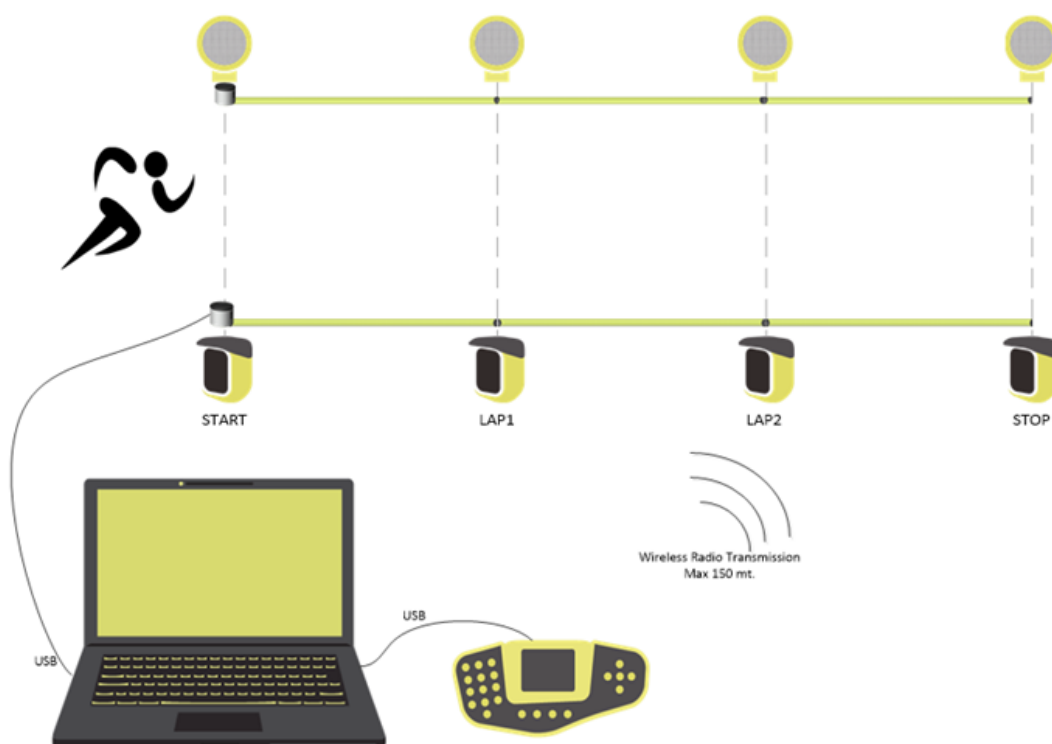 START
LAP1
LAP2
STOP
Wireless Radio Transmission
Max 150 mt.
USB
USB